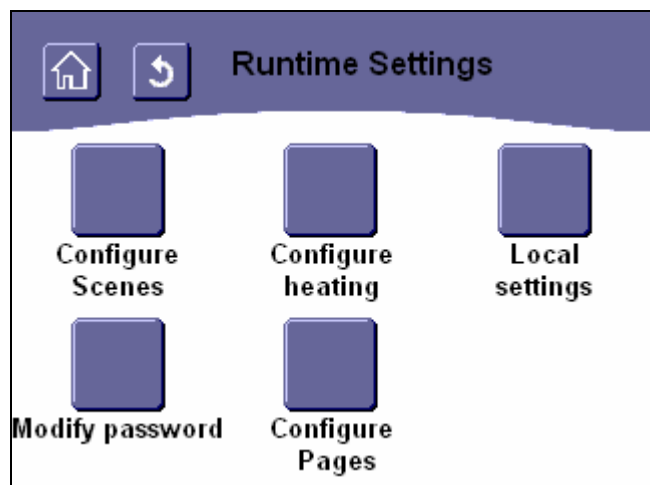 Runtime Settings
Configure
Scenes
Configure
heating
Local
settings
Modify password
Configure
Pages